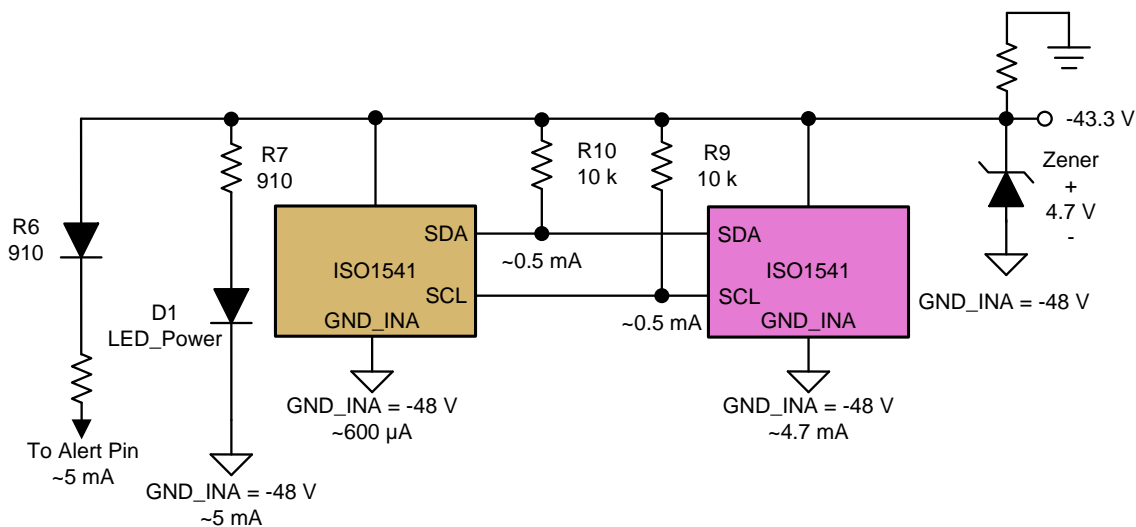 -43.3 V
R7
910
R10
10 k
R9
10 k
Zener
+
4.7 V
-
R6
910
SDA
SDA
~0.5 mA
ISO1541
ISO1541
SCL
SCL
GND_INA
~0.5 mA
GND_INA
GND_INA = -48 V
D1
LED_Power
GND_INA = -48 V
~600 µA
GND_INA = -48 V
~4.7 mA
To Alert Pin
~5 mA
GND_INA = -48 V
~5 mA